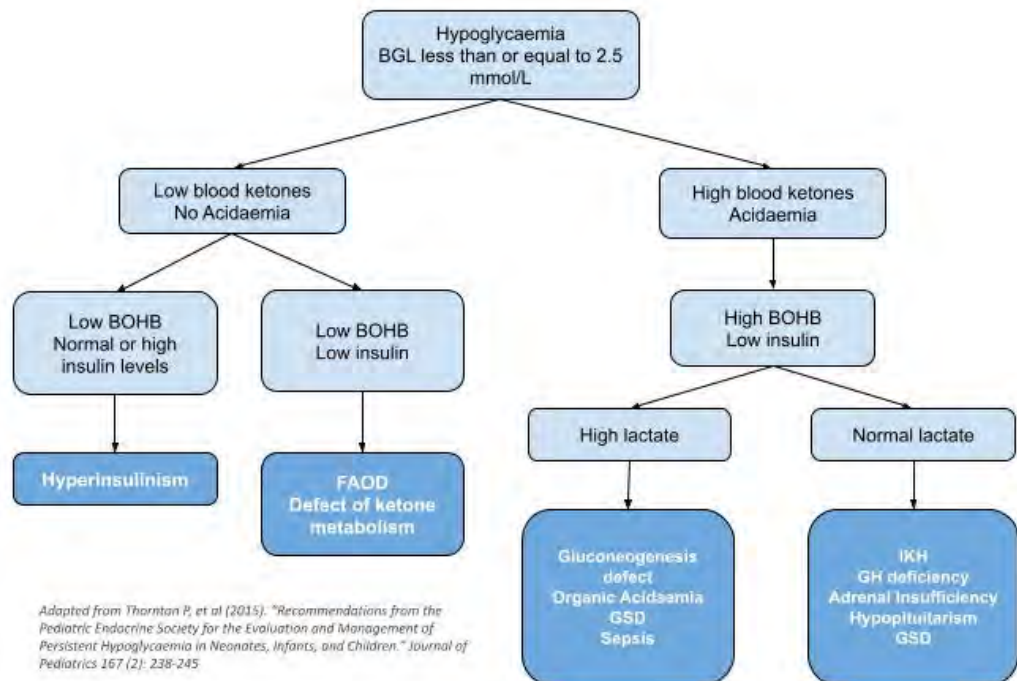 Hypoglycaemia
BGL less than or equal to 2.5
mmol/L
Low blood ketones
No Acidaemia
High blood ketones
Acidaemia
Low BOHB
Normal or high
insulin levels
Low BOHB
Low insulin
High BOHB
Low insulin
High lactate
Normal lactate
Hyperinsulinism
FAOD
Defect of ketone
metabolism
Gluconeogenesis
defect
Organic Acidaemia
GSD
Sepsis
IKH
GH deficiency
Adrenal Insufficiency
Hypopituitarism
GSD
Adapted from Thornton P, et al (2015). "Recommendations from the
Pediatric Endocrine Society for the Evaluation and Management of
Persistent Hypoglycaemia in Neonates, Infants, and Children." Journal of
Pediatrics 167 (2): 238-245